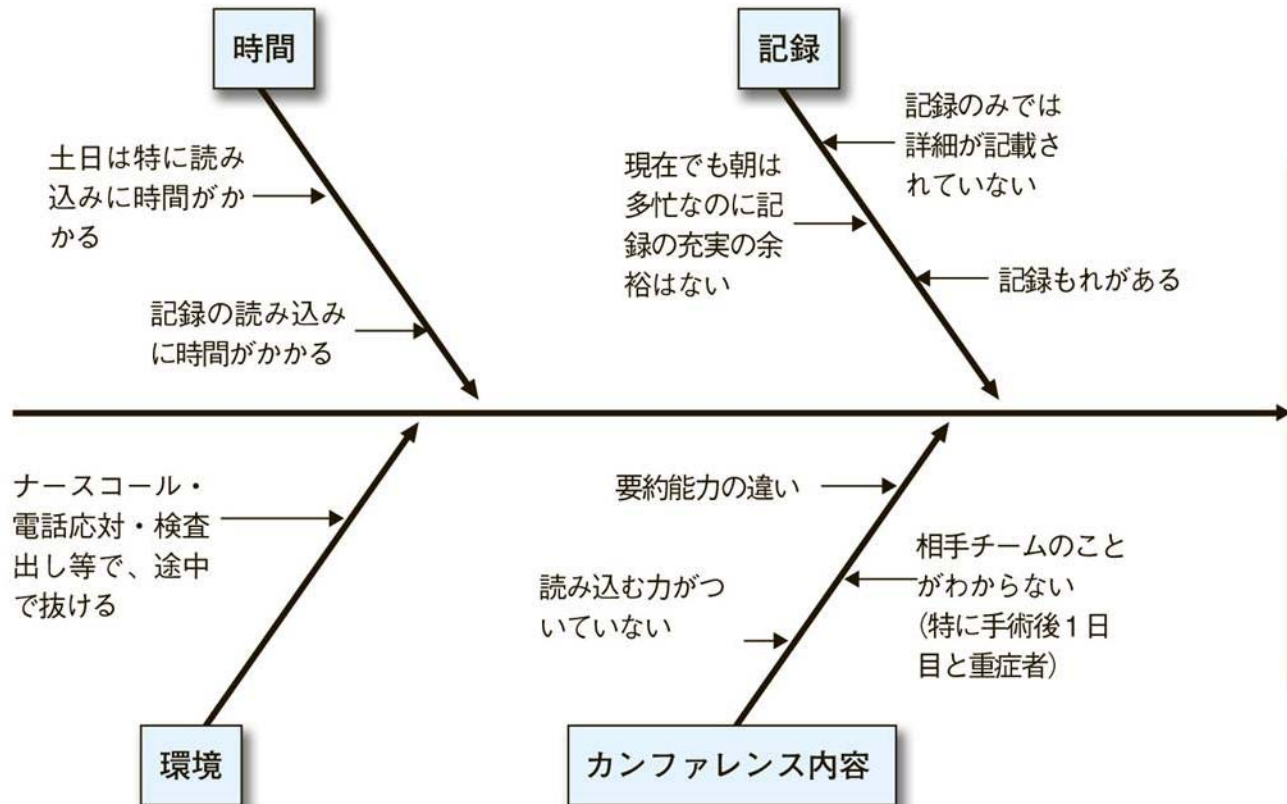 時間
土日は特に読み
込みに時間がか
かる
記録の読み込み
に時間がかかる
記録
記録のみでは
詳細が記載さ
れていない
現在でも朝は
多忙なのに記
録の充実の余
裕はない
記録もれがある
ナースコール・
電話応対・検査
出し等で、途中
で抜ける
環境
要約能力の違い
相手チームのこと
がわからない
（特に手術後１日
目と重症者）
読み込む力がつ
いていない
カンファレンス内容